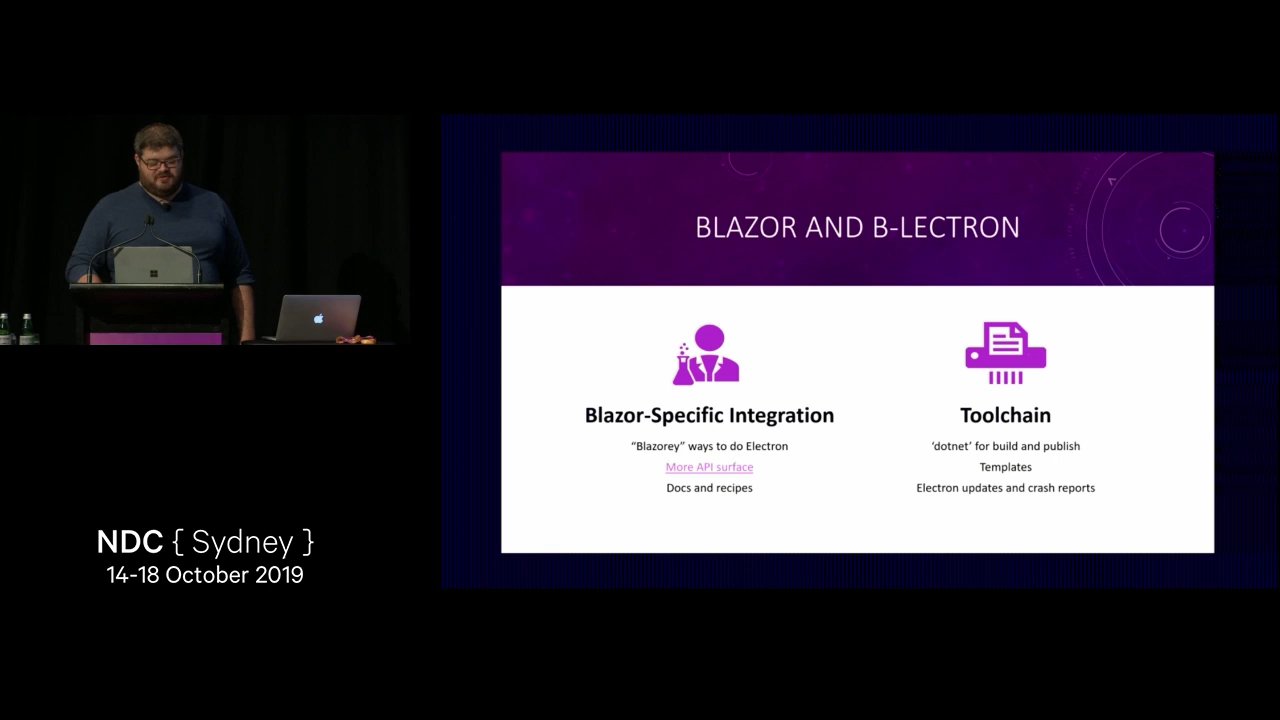 BLAZOR AND B-LECTRON
Blazor-Specific Integration
“Blazorey” ways to do Electron
More API surface
Docs and recipes
Toolchain
‘dotnet’ for build and publish
Templates
Electron updates and crash reports
NDC { Sydney }
14-18 October 2019